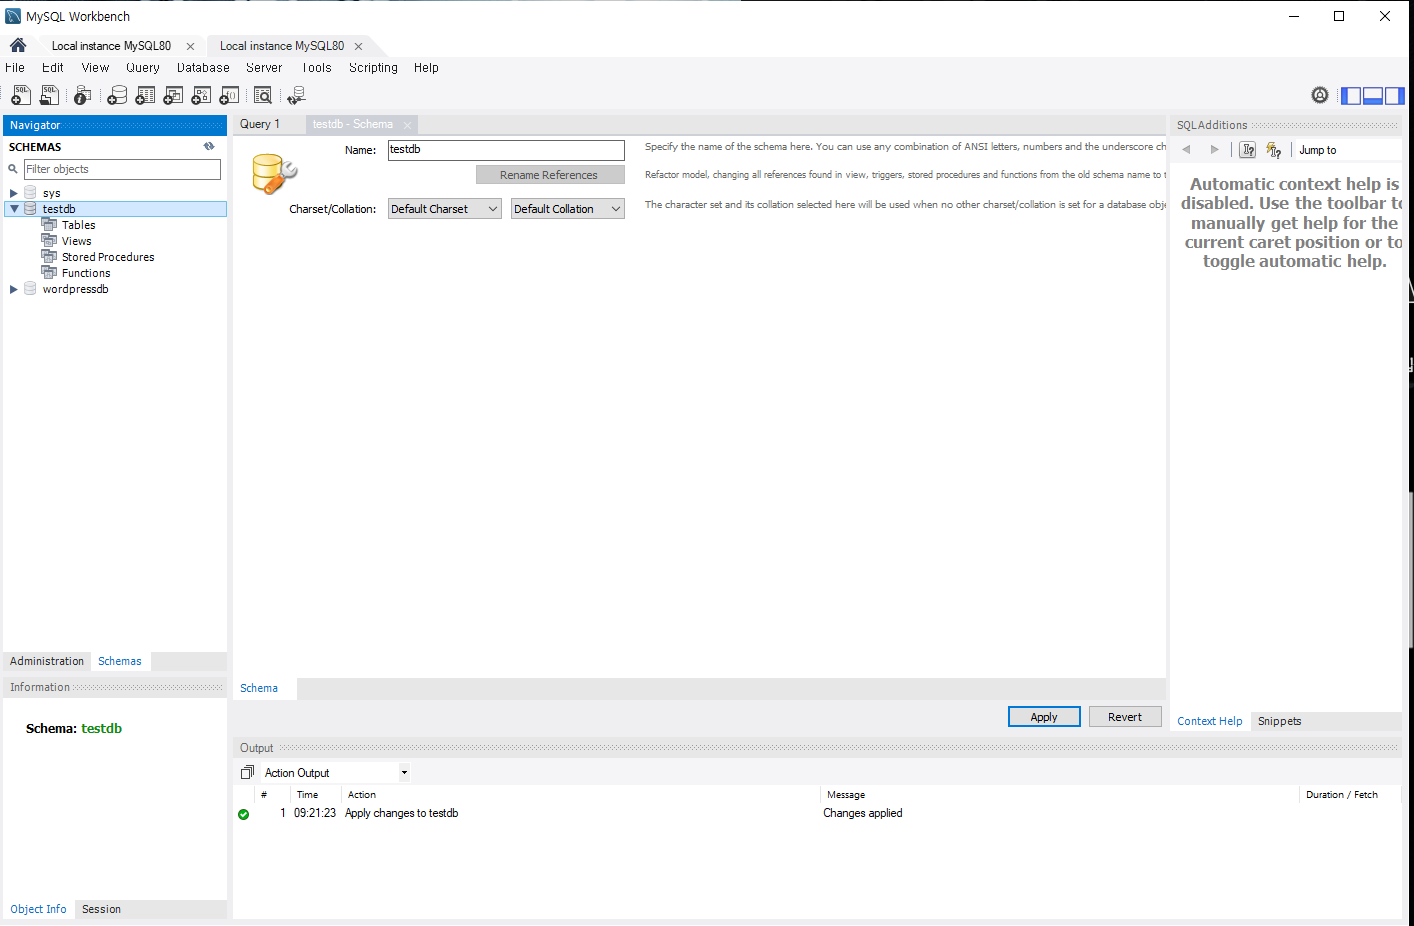 MySQL Workbench
Local instance MySQL80
Local instance MySQL80
File Edit View Query Database Server Tools Scripting Help
Navigator
SCHEMAS
Filter objects
sys
testdb
Tables
Views
Stored Procedures
Functions
wordpressdb
Administration Schemas
Information
Schema: testdb
Object Info Session
Query 1 testdb - Schema
Name: testdb
Specify the name of the schema here. You can use any combination of ANSI letters, numbers and the underscore ch
Rename References
Refactor model, changing all references found in view, triggers, stored procedures and functions from the old schema name to t
Charset/Collation: Default Charset Default Collation
The character set and its collation selected here will be used when no other charset/collation is set for a database obje
Schema
Apply Revert
Output
Action Output
# Time Action Message Duration / Fetch
1 09:21:23 Apply changes to testdb Changes applied
SQLAdditions
Jump to
Automatic context help is
disabled. Use the toolbar to
manually get help for the
current caret position or to
toggle automatic help.
Context Help Snippets